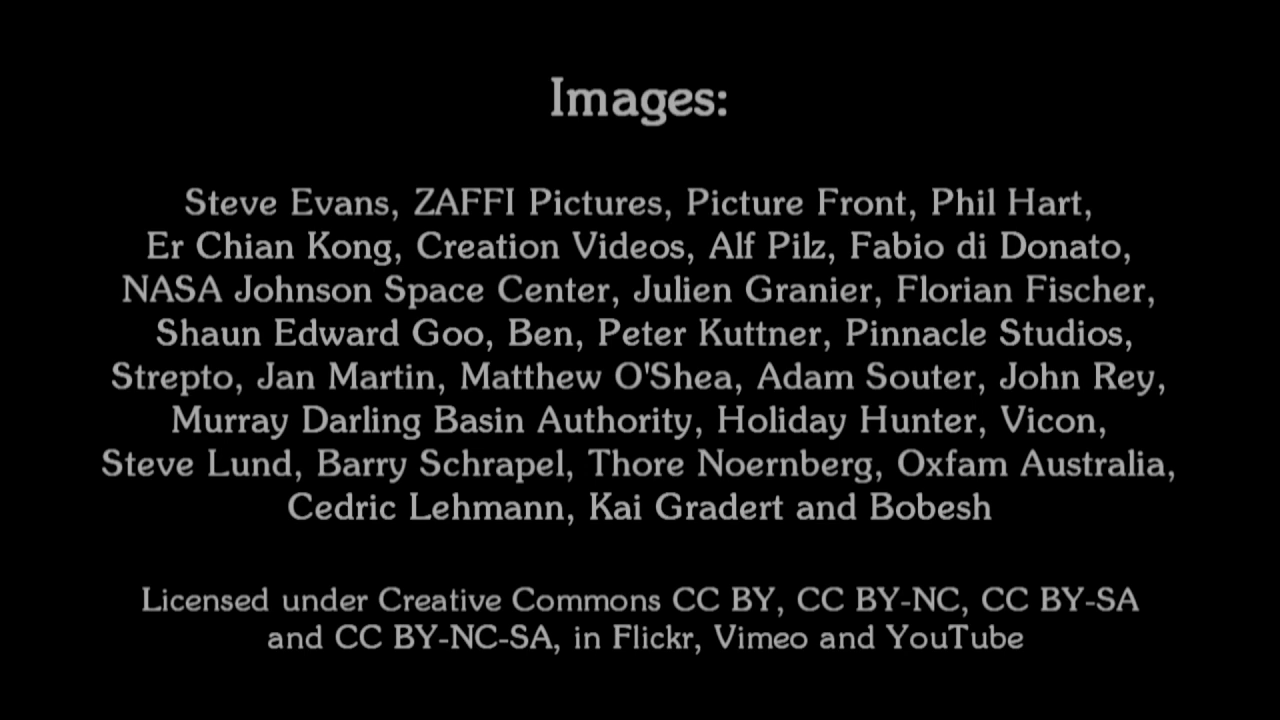 Images:
Steve Evans, ZAFFI Pictures, Picture Front, Phil Hart,
Er Chian Kong, Creation Videos, Alf Pilz, Fabio di Donato,
NASA Johnson Space Center, Julien Granier, Florian Fischer,
Shaun Edward Goo, Ben, Peter Kuttner, Pinnacle Studios,
Strepto, Jan Martin, Matthew O'Shea, Adam Souter, John Rey,
Murray Darling Basin Authority, Holiday Hunter, Vicon,
Steve Lund, Barry Schrapel, Thore Noernberg, Oxfam Australia,
Cedric Lehmann, Kai Gradert and Bobesh
Licensed under Creative Commons CC BY, CC BY-NC, CC BY-SA
and CC BY-NC-SA, in Flickr, Vimeo and YouTube